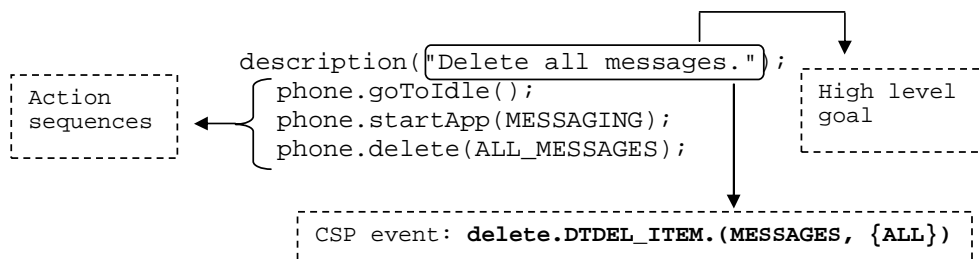 description("Delete all messages.");
Action
sequences
phone.goToIdle();
phone.startApp(MESSAGING);
phone.delete(ALL_MESSAGES);
High level
goal
CSP event: delete.DTDEL_ITEM.(MESSAGES, {ALL})